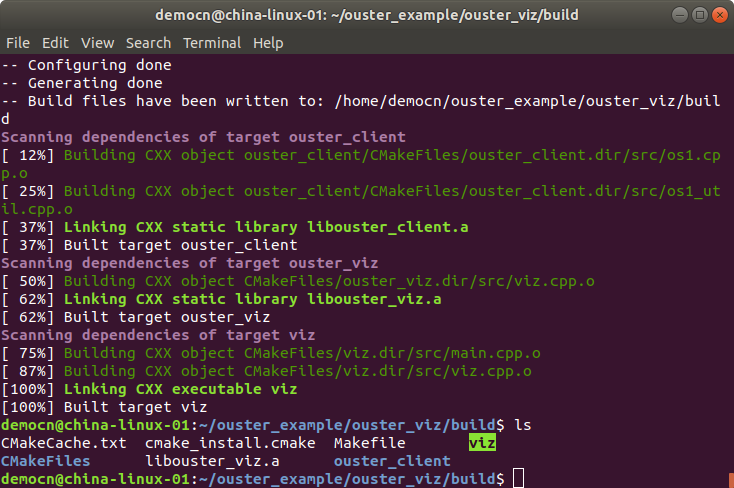 democn@china-linux-01: ~/ouster_example/ouster_viz/build
File Edit View Search Terminal Help
-- Configuring done
-- Generating done
-- Build files have been written to: /home/democn/ouster_example/ouster_viz/buil
d
Scanning dependencies of target ouster_client
[ 12%] Building CXX object ouster_client/CMakeFiles/ouster_client.dir/src/os1.cp
p.o
[ 25%] Building CXX object ouster_client/CMakeFiles/ouster_client.dir/src/os1_ut
il.cpp.o
[ 37%] Linking CXX static library libouster_client.a
[ 37%] Built target ouster_client
Scanning dependencies of target ouster_viz
[ 50%] Building CXX object CMakeFiles/ouster_viz.dir/src/viz.cpp.o
[ 62%] Linking CXX static library libouster_viz.a
[ 62%] Built target ouster_viz
Scanning dependencies of target viz
[ 75%] Building CXX object CMakeFiles/viz.dir/src/main.cpp.o
[ 87%] Building CXX object CMakeFiles/viz.dir/src/viz.cpp.o
[100%] Linking CXX executable viz
[100%] Built target viz
democn@china-linux-01:~/ouster_example/ouster_viz/build$ ls
CMakeCache.txt  cmake_install.cmake  Makefile       viz
CMakeFiles      libouster_viz.a      ouster_client
democn@china-linux-01:~/ouster_example/ouster_viz/build$